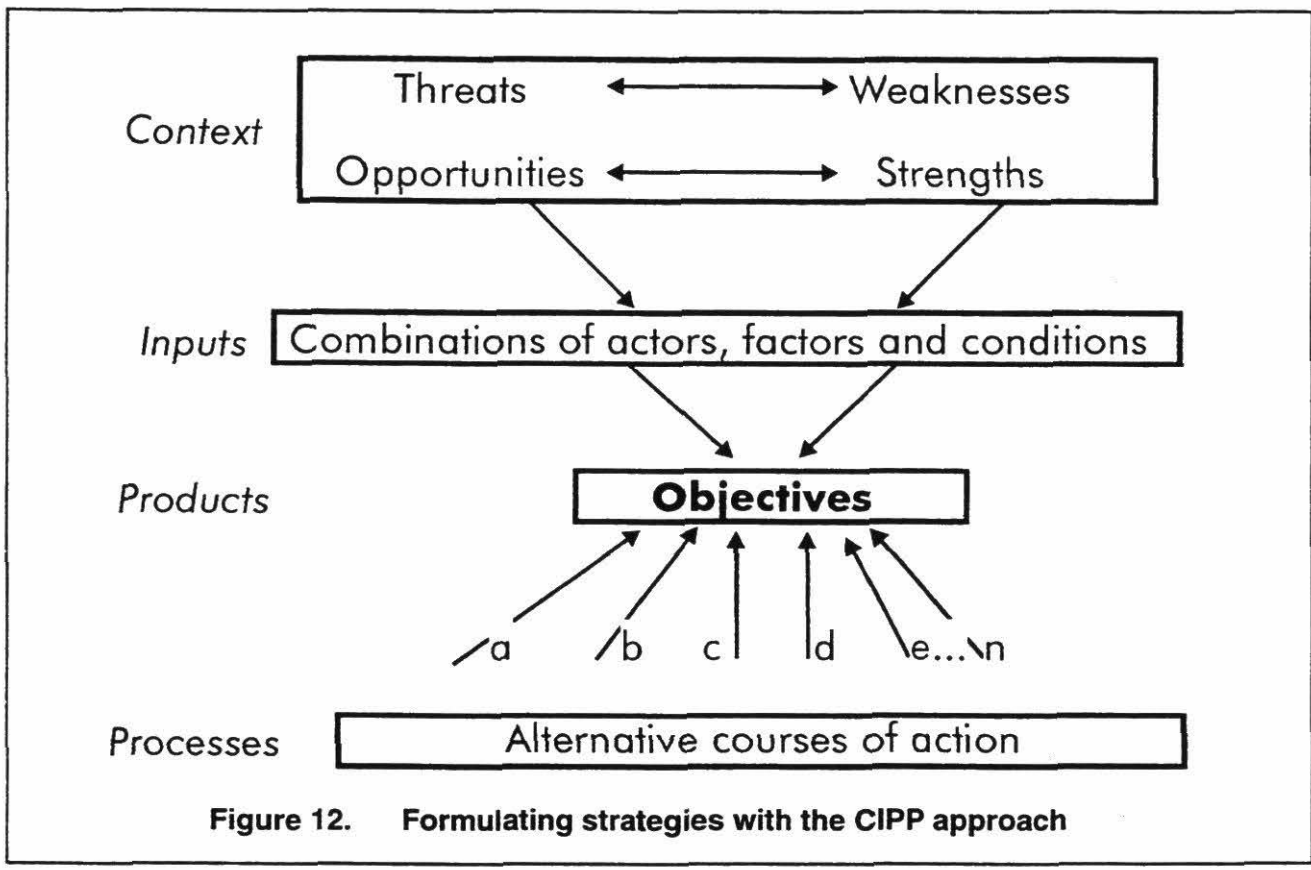 Threats Weaknesses
Context
Opportunities Strengths
Inputs Combinations of actors, factors and conditions
Products Objectives
a b c d e...n
Processes Alternative courses of action
Figure 12. Formulating strategies with the CIPP approach